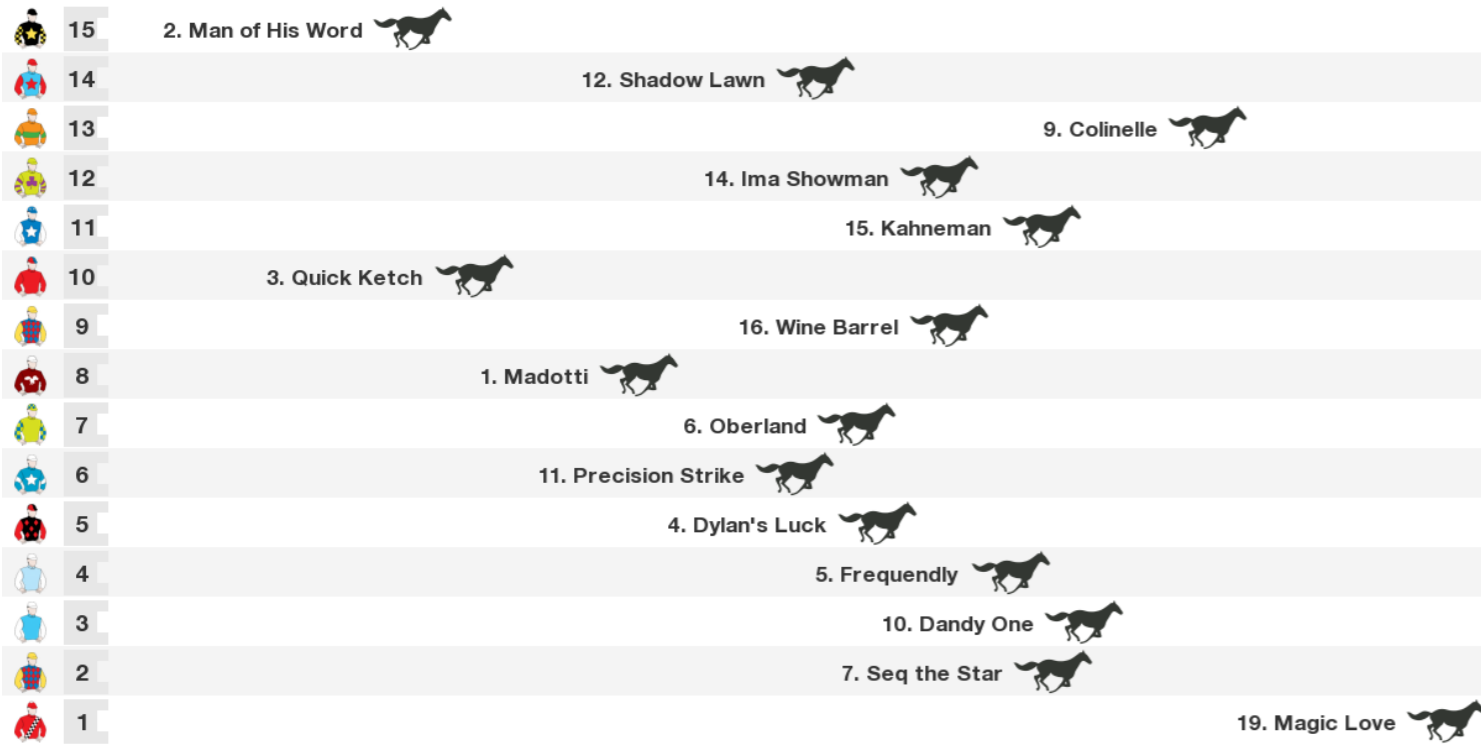 15 2. Man of His Word
14 12. Shadow Lawn
13 9. Colinelle
12 14. Ima Showman
11 15. Kahneman
10 3. Quick Ketch
9 16. Wine Barrel
8 1. Madotti
7 6. Oberland
6 11. Precision Strike
5 4. Dylan's Luck
4 5. Frequendly
3 10. Dandy One
2 7. Seq the Star
1 19. Magic Love